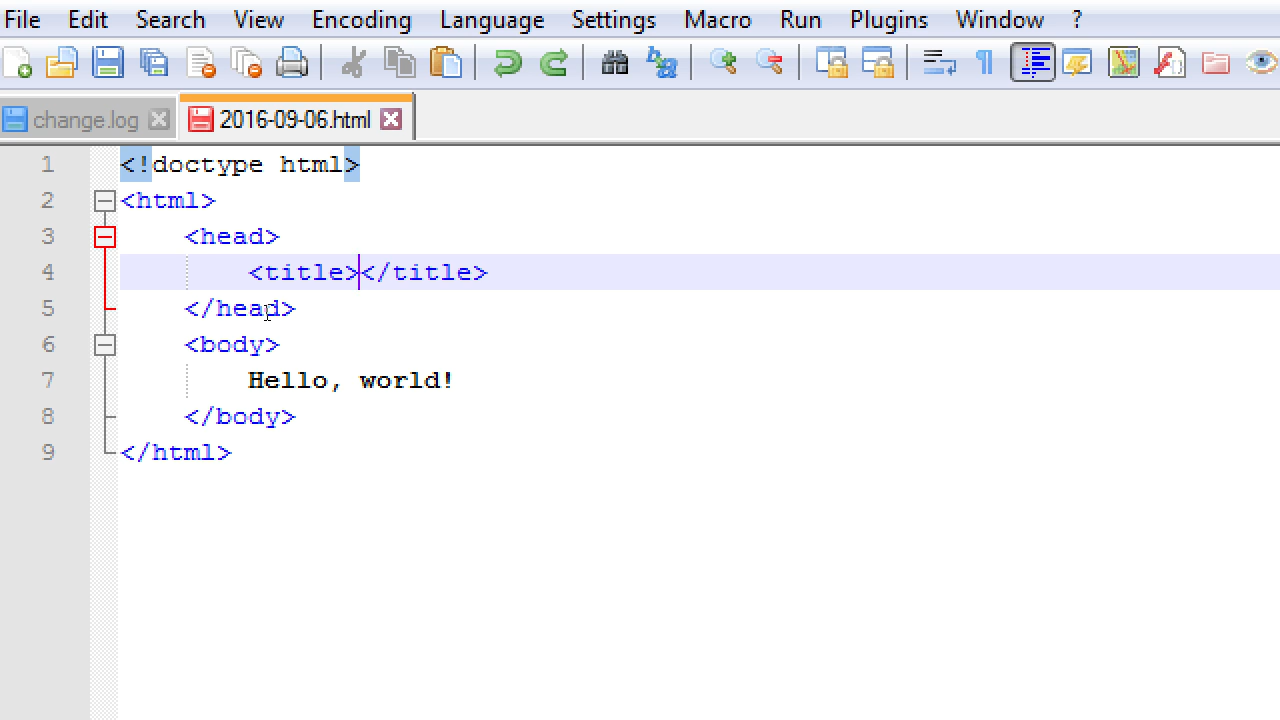 File Edit Search View Encoding Language Settings Macro Run Plugins Window ?
change.log 2016-09-06.html
1 <!doctype html>
2 <html>
3 <head>
4 <title></title>
5 </head>
6 <body>
7 Hello, world!
8 </body>
9 </html>